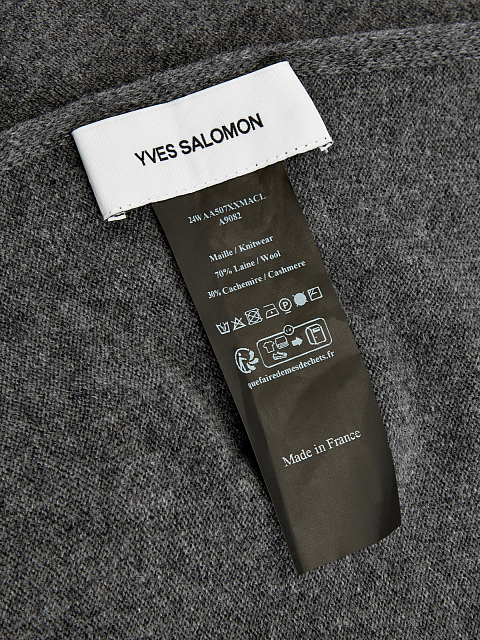 YVES SALOMON
24WAA507XXMACL
A9082
Maille / Knitwear
70% Laine / Wool
30% Cachemire / Cashmere
quefairedemesdechets.fr
Made in France